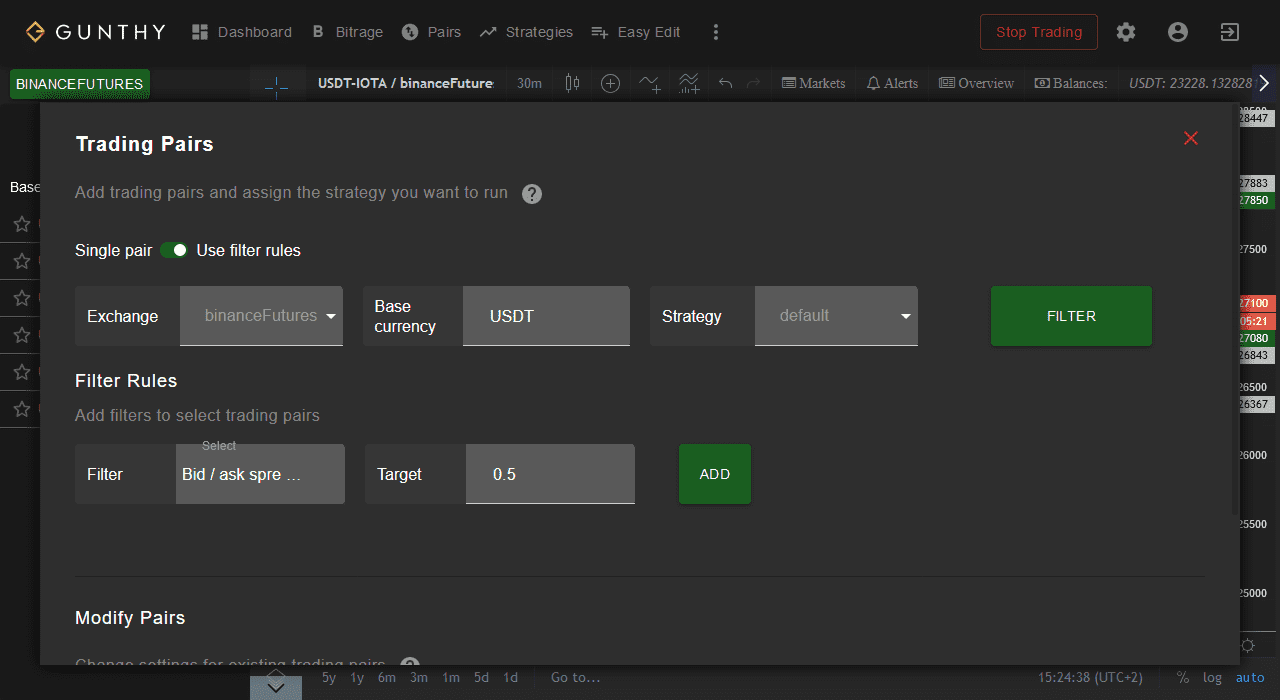 GUNTHY
Dashboard
Bitrage
Pairs
Strategies
Easy Edit
Stop Trading
BINANCEFUTURES
USDT-IOTA / binanceFuture
30m
Markets
Alerts
Overview
Balances:
USDT: 23228.132828
Trading Pairs
Add trading pairs and assign the strategy you want to run ?
Base
Single pair
Use filter rules
Exchange
binanceFutures
Base
currency
USDT
Strategy
default
FILTER
Filter Rules
Add filters to select trading pairs
Filter
Select
Bid / ask spre ...
Target
0.5
ADD
Modify Pairs
Change settings for existing trading pairs ?
28447
27883
27850
27500
27100
05:21
27080
26843
26500
26367
26000
25500
25000
5y 1y 6m 3m 1m 5d 1d Go to...
15:24:38 (UTC+2)
% log auto